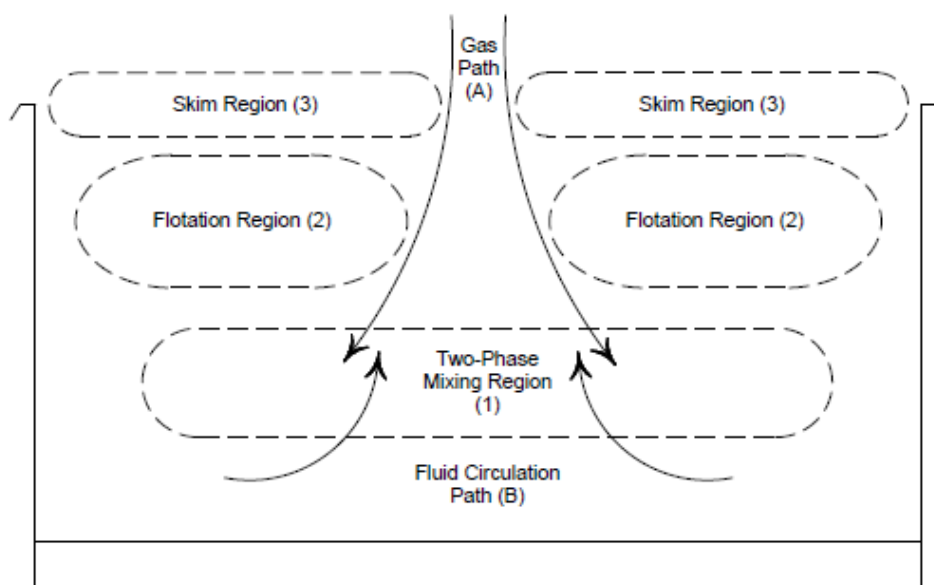 Gas
Path
(A)
Skim Region (3)
Skim Region (3)
Flotation Region (2)
Flotation Region (2)
Two-Phase
Mixing Region
(1)
Fluid Circulation
Path (B)